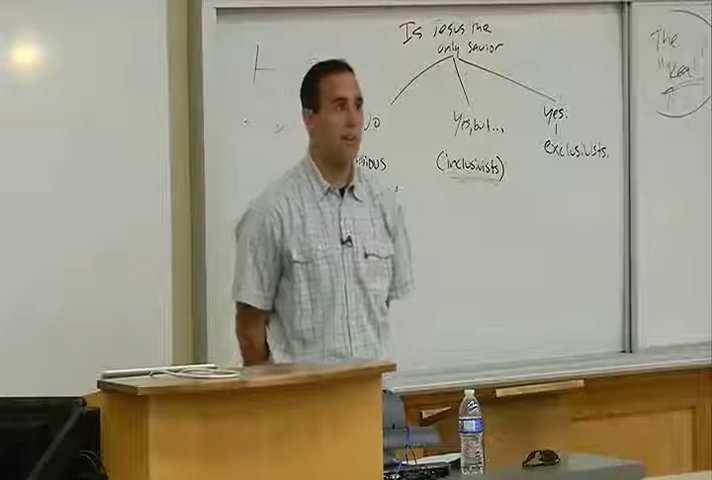 Is Jesus the
only Savior
Yes, but...
Yes.
(inclusivists)
exclusivists.
The
"Real"